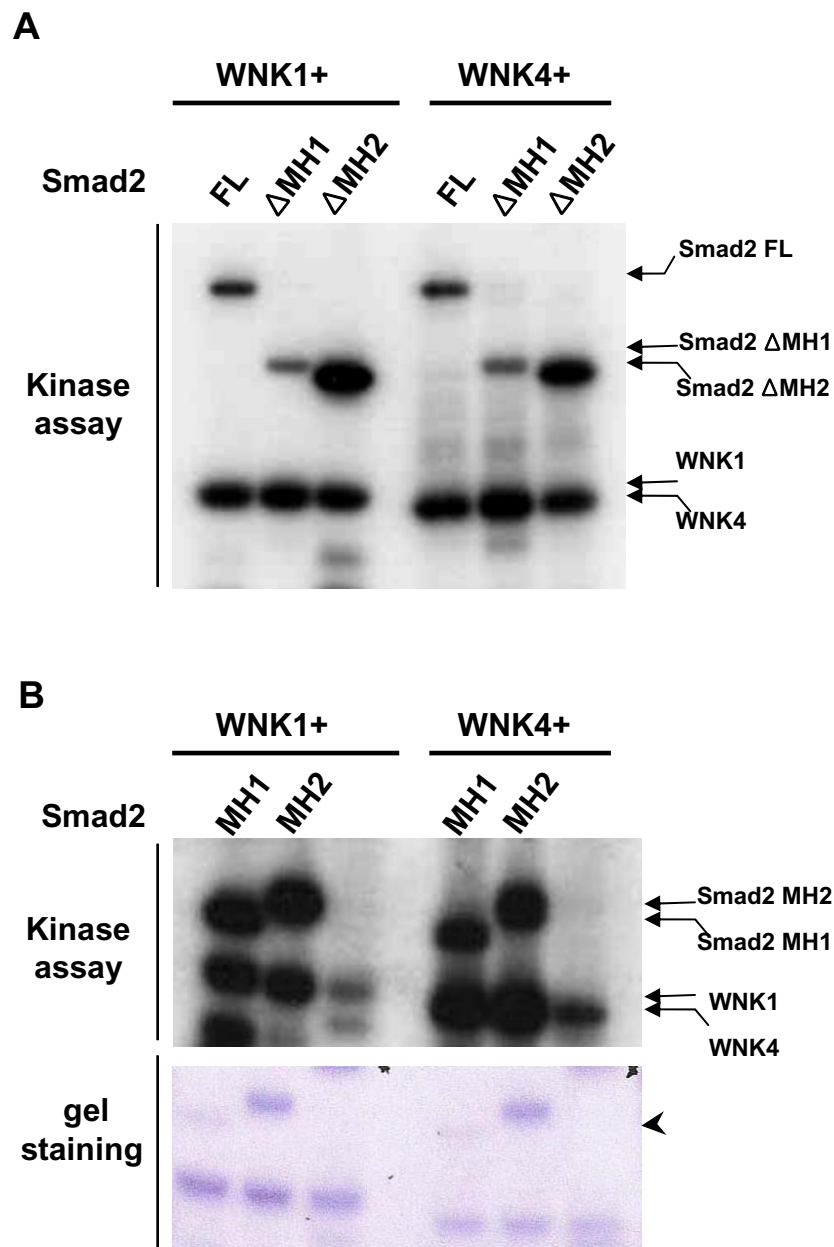 A
WNK1+ WNK4+
Smad2 FL ΔMH1 ΔMH2 FL ΔMH1 ΔMH2
Smad2 FL
Smad2 ΔMH1
Smad2 ΔMH2
Kinase
assay
WNK1
WNK4
B
WNK1+ WNK4+
Smad2 MH1 MH2 MH1 MH2
Kinase
assay
Smad2 MH2
Smad2 MH1
WNK1
WNK4
gel
staining